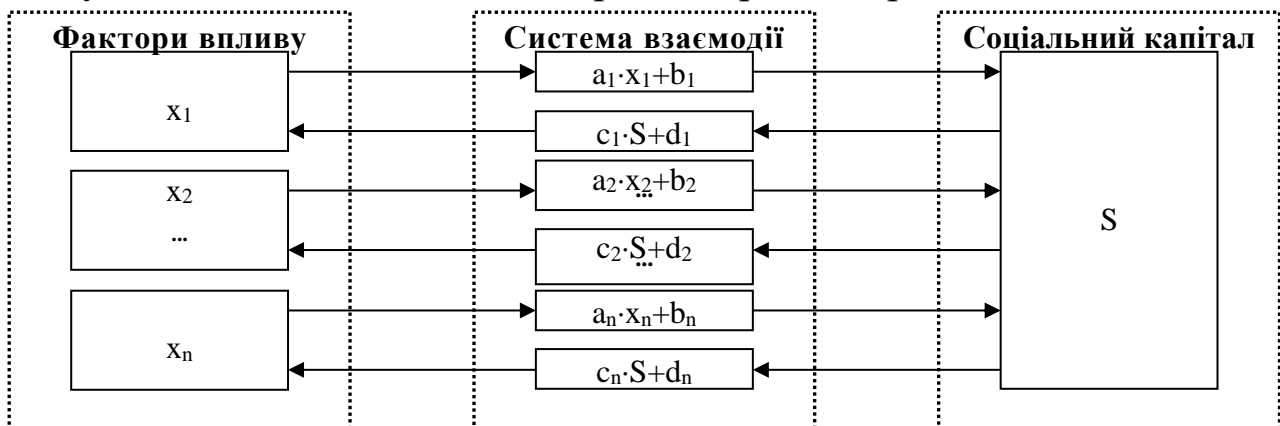 Фактори впливу
Система взаємодії
Соціальний капітал
x₁
a₁·x₁+b₁
c₁·S+d₁
x₂
...
a₂·x₂+b₂
...
c₂·S+d₂
...
S
xₙ
aₙ·xₙ+bₙ
cₙ·S+dₙ